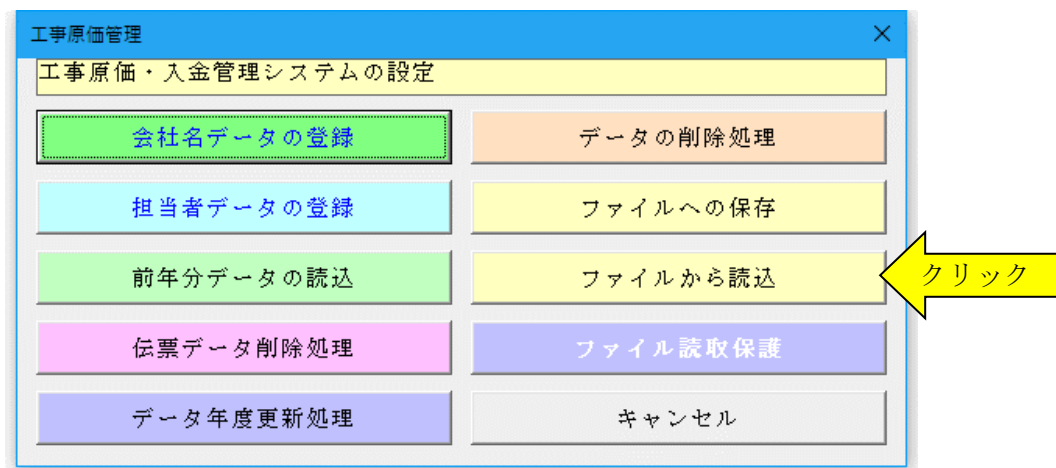 工事原価管理
工事原価・入金管理システムの設定
会社名データの登録
データの削除処理
担当者データの登録
ファイルへの保存
前年分データの読込
ファイルから読込
クリック
伝票データ削除処理
ファイル読取保護
データ年度更新処理
キャンセル